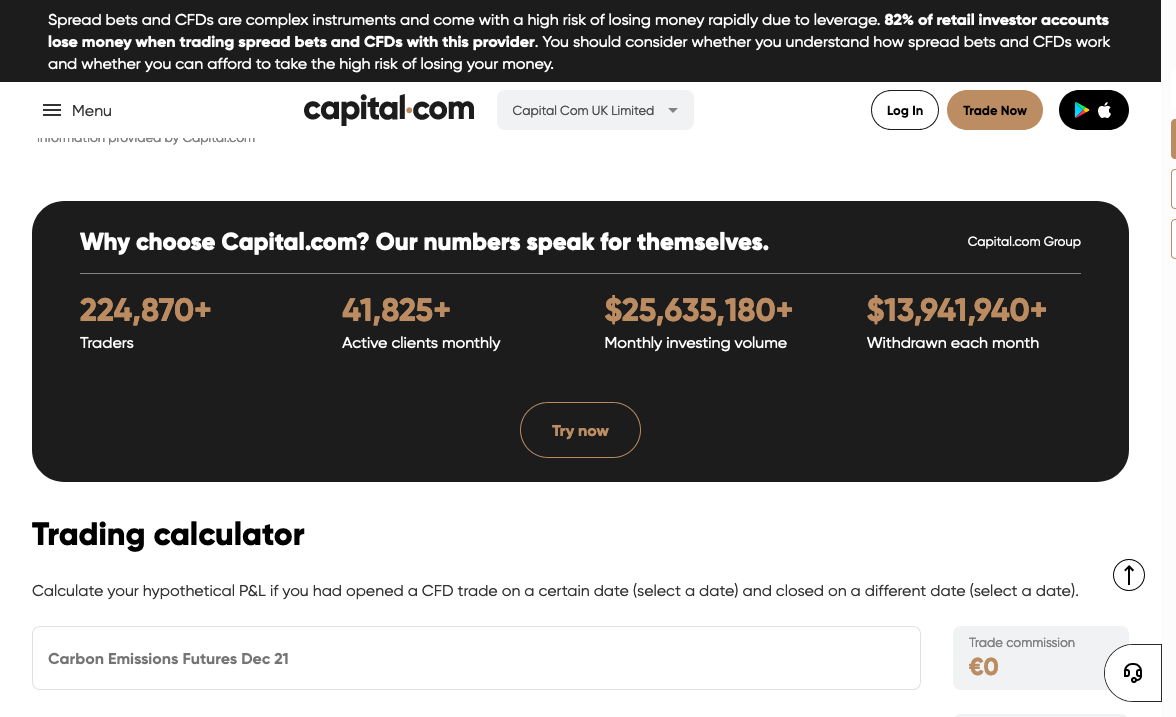 Spread bets and CFDs are complex instruments and come with a high risk of losing money rapidly due to leverage. 82% of retail investor accounts
lose money when trading spread bets and CFDs with this provider. You should consider whether you understand how spread bets and CFDs work
and whether you can afford to take the high risk of losing your money.
Menu
capital.com
Capital Com UK Limited
Log In
Trade Now
information provided by Capital.com
Why choose Capital.com? Our numbers speak for themselves.
Capital.com Group
224,870+
Traders
41,825+
Active clients monthly
$25,635,180+
Monthly investing volume
$13,941,940+
Withdrawn each month
Try now
Trading calculator
Calculate your hypothetical P&L if you had opened a CFD trade on a certain date (select a date) and closed on a different date (select a date).
Carbon Emissions Futures Dec 21
Trade commission
€0